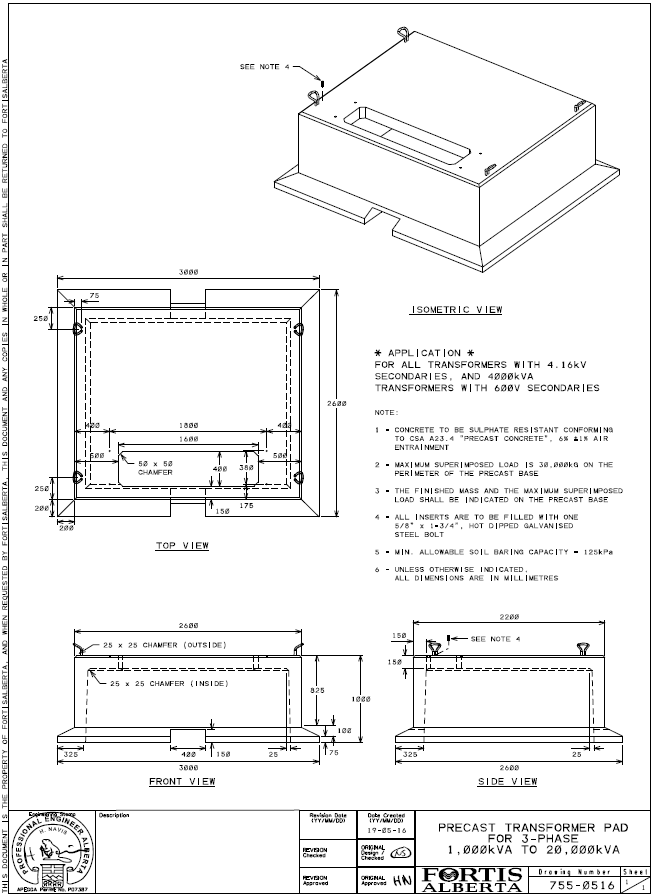 THIS DOCUMENT IS THE PROPERTY OF FORTISALBERTA, AND WHEN REQUESTED BY FORTISALBERTA, THIS DOCUMENT AND ANY COPIES IN WHOLE OR IN PART SHALL BE RETURNED TO FORTISALBERTA
SEE NOTE 4
ISOMETRIC VIEW
3000
75
250
2600
400
1800
400
1600
500
50 x 50
CHAMFER
400
380
500
250
200
150
175
200
TOP VIEW
* APPLICATION *
FOR ALL TRANSFORMERS WITH 4.16kV
SECONDARIES, AND 4000kVA
TRANSFORMERS WITH 600V SECONDARIES
NOTE:
1 - CONCRETE TO BE SULPHATE RESISTANT CONFORMING
TO CSA A23.4 "PRECAST CONCRETE", 6% ±1% AIR
ENTRAINMENT
2 - MAXIMUM SUPERIMPOSED LOAD IS 30,000kG ON THE
PERIMETER OF THE PRECAST BASE
3 - THE FINISHED MASS AND THE MAXIMUM SUPERIMPOSED
LOAD SHALL BE INDICATED ON THE PRECAST BASE
4 - ALL INSERTS ARE TO BE FILLED WITH ONE
5/8" x 1-3/4", HOT DIPPED GALVANISED
STEEL BOLT
5 - MIN. ALLOWABLE SOIL BARING CAPACITY = 125kPa
6 - UNLESS OTHERWISE INDICATED,
ALL DIMENSIONS ARE IN MILLIMETRES
2600
25 x 25 CHAMFER (OUTSIDE)
25 x 25 CHAMFER (INSIDE)
825
1000
100
325
400
150
25
75
3000
FRONT VIEW
2200
150
SEE NOTE 4
150
325
25
2600
SIDE VIEW
Engineering Stamp
PROFESSIONAL ENGINEER
ALBERTA
H. NAVIS
APEGGA Permit No. P07387
Description
Revision Date
(YY/MM/DD)
Date Created
(YY/MM/DD)
19-05-16
REVISION
Checked
ORIGINAL
Design /
Checked
NS
REVISION
Approved
ORIGINAL
Approved
HN
PRECAST TRANSFORMER PAD
FOR 3-PHASE
1,000kVA TO 20,000kVA
FORTIS
ALBERTA
Drawing Number
755-0516
Sheet
1
1